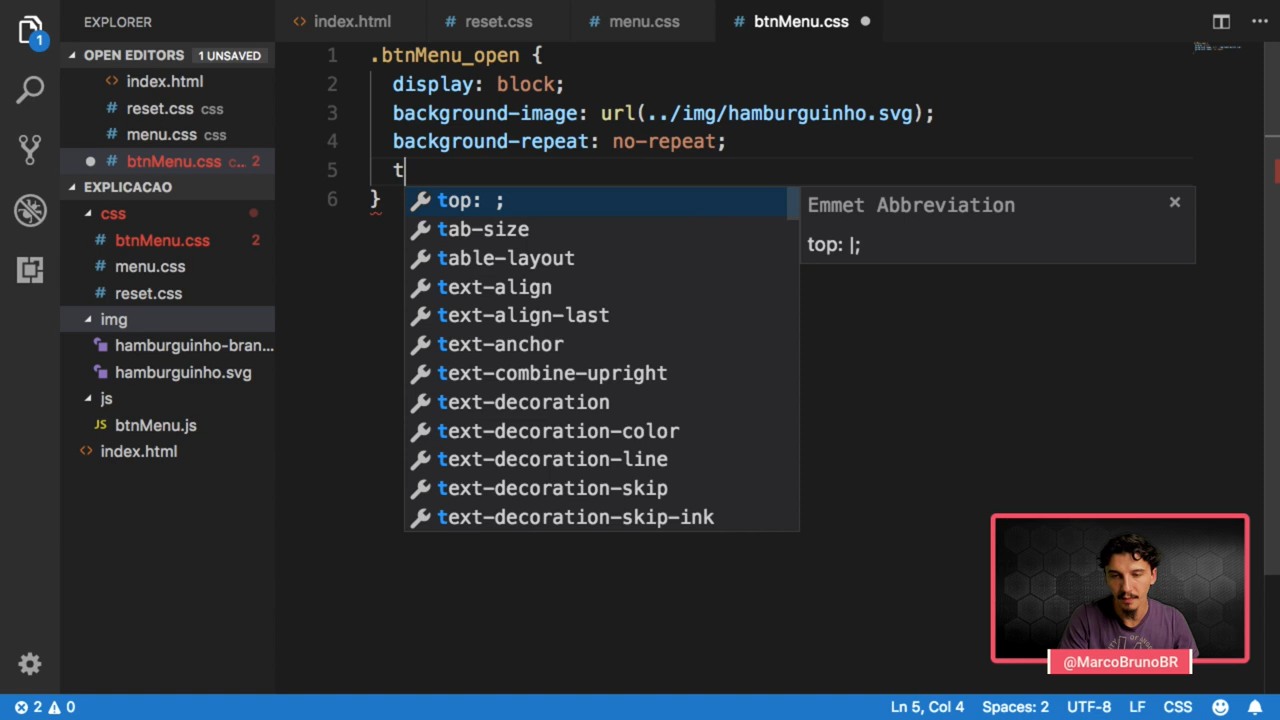 EXPLORER
index.html
reset.css
menu.css
btnMenu.css
OPEN EDITORS 1 UNSAVED
index.html
reset.css css
menu.css css
btnMenu.css c... 2
EXPLICACAO
css
btnMenu.css 2
menu.css
reset.css
img
hamburguinho-bran...
hamburguinho.svg
js
JS btnMenu.js
index.html
1
1 .btnMenu_open {
2 display: block;
3 background-image: url(../img/hamburguinho.svg);
4 background-repeat: no-repeat;
5 t
6 }
top: ;
tab-size
table-layout
text-align
text-align-last
text-anchor
text-combine-upright
text-decoration
text-decoration-color
text-decoration-line
text-decoration-skip
text-decoration-skip-ink
Emmet Abbreviation
top: |;
@MarcoBrunoBR
2 0
Ln 5, Col 4 Spaces: 2 UTF-8 LF CSS